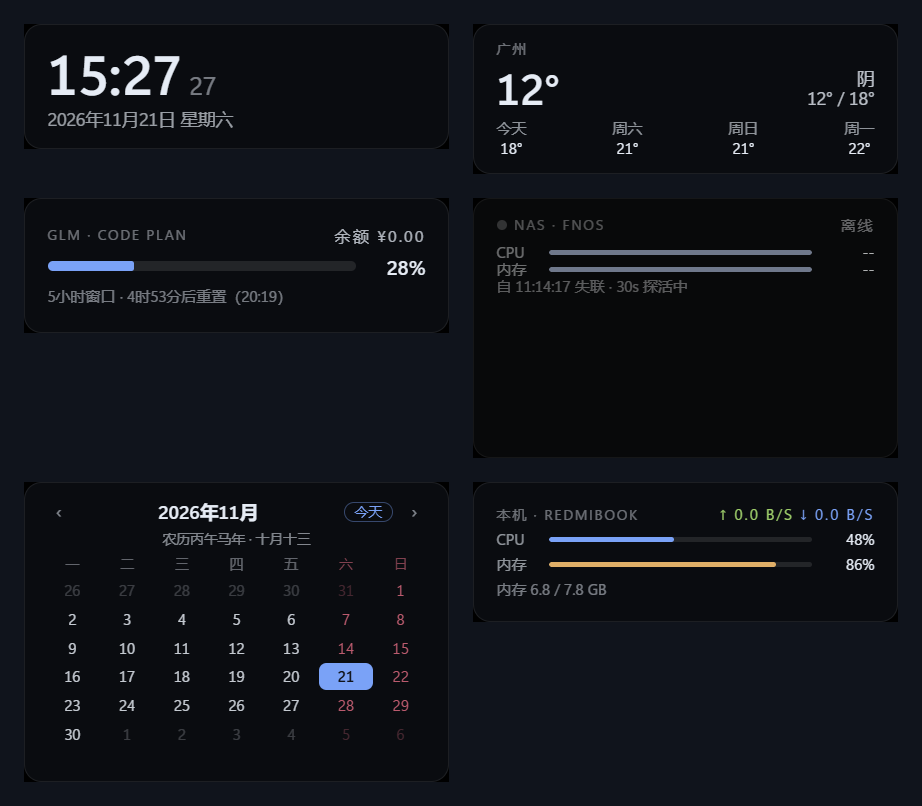 15:27 27
2026年11月21日 星期六
广州
12° 阴
12° / 18°
今天 周六 周日 周一
18° 21° 21° 22°
GLM · CODE PLAN 余额 ¥0.00
28%
5小时窗口 · 4时53分后重置（20:19）
NAS · FNOS 离线
CPU --
内存 --
自 11:14:17 失联 · 30s 探活中
‹ 2026年11月 今天 ›
农历丙午马年 · 十月十三
一 二 三 四 五 六 日
26 27 28 29 30 31 1
2 3 4 5 6 7 8
9 10 11 12 13 14 15
16 17 18 19 20 21 22
23 24 25 26 27 28 29
30 1 2 3 4 5 6
本机 · REDMIBOOK ↑ 0.0 B/S ↓ 0.0 B/S
CPU 48%
内存 86%
内存 6.8 / 7.8 GB